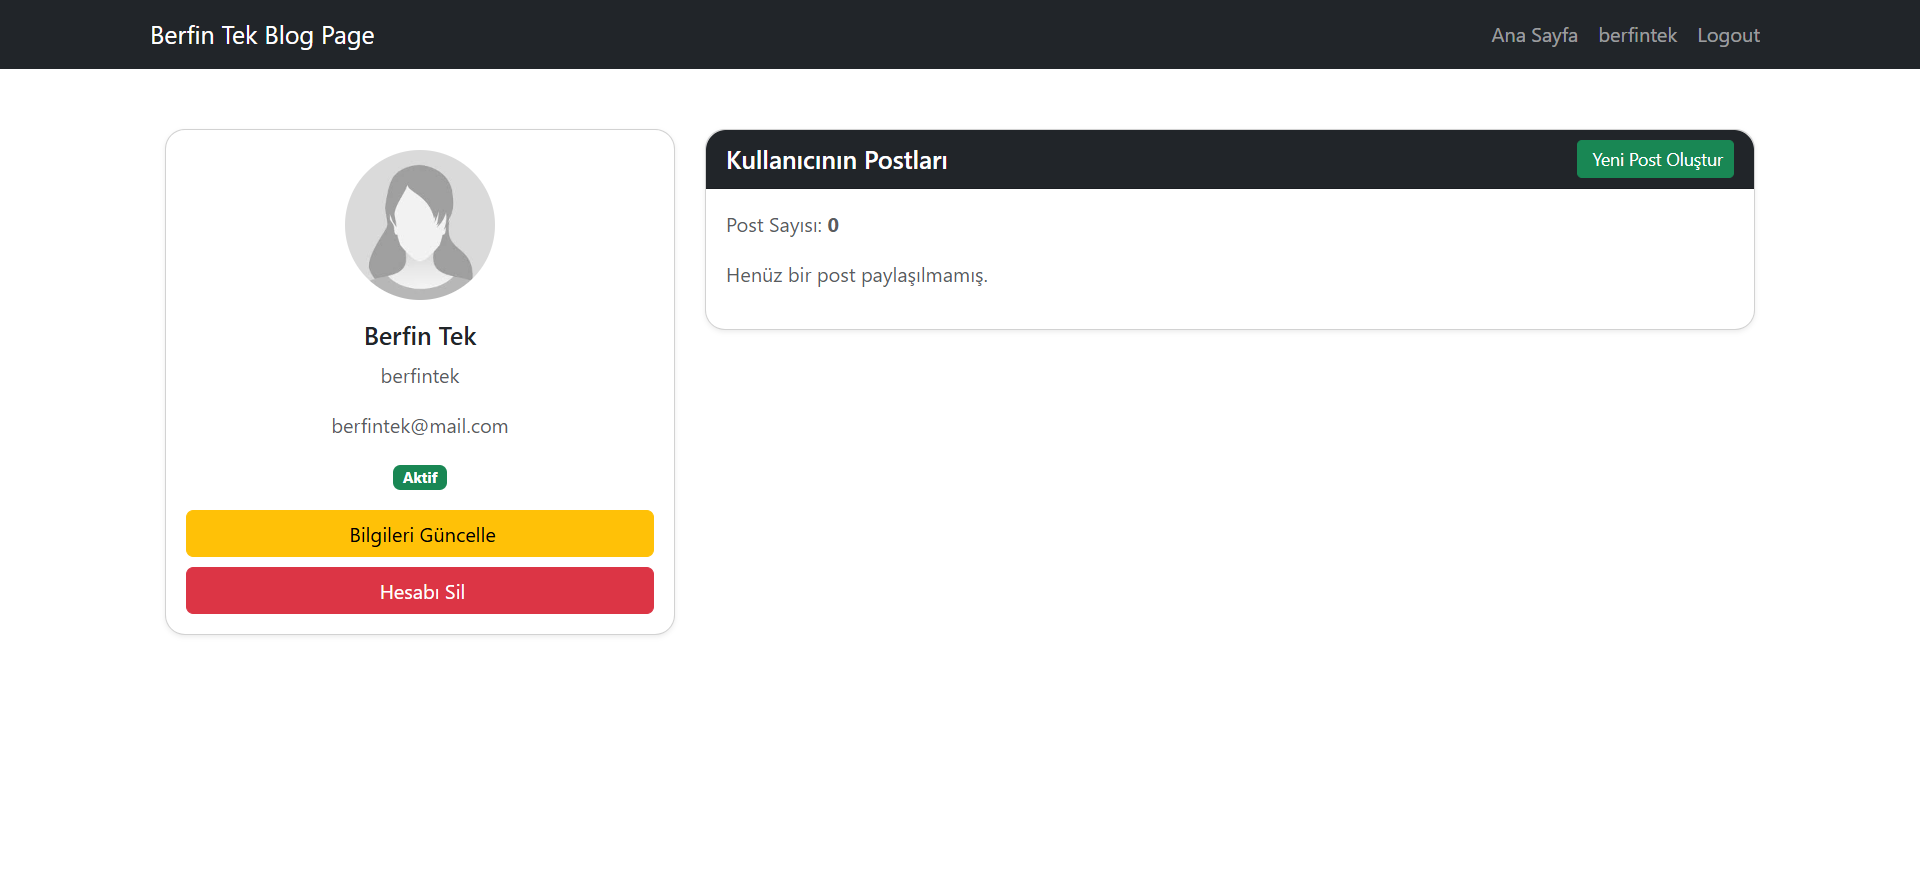 Berfin Tek Blog Page
Ana Sayfa berfintek Logout
Berfin Tek
berfintek
berfintek@mail.com
Aktif
Bilgileri Güncelle
Hesabı Sil
Kullanıcının Postları
Yeni Post Oluştur
Post Sayısı: 0
Henüz bir post paylaşılmamış.